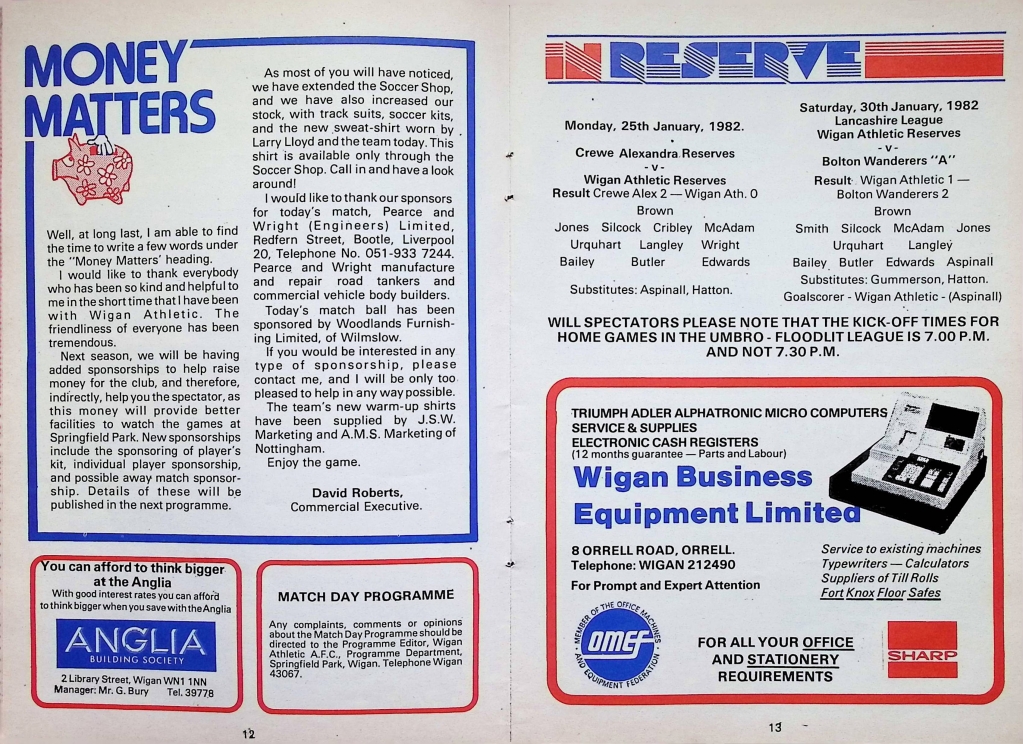 MONEY
MATTERS
Well, at long last, I am able to find
the time to write a few words under
the "Money Matters' heading.
I would like to thank everybody
who has been so kind and helpful to
me in the short time that I have been
with Wigan Athletic. The
friendliness of everyone has been
tremendous.
Next season, we will be having
added sponsorships to help raise
money for the club, and therefore,
indirectly, help you the spectator, as
this money will provide better
facilities to watch the games at
Springfield Park. New sponsorships
include the sponsoring of player's
kit, individual player sponsorship,
and possible away match sponsor-
ship. Details of these will be
published in the next programme.
As most of you will have noticed,
we have extended the Soccer Shop,
and we have also increased our
stock, with track suits, soccer kits,
and the new sweat-shirt worn by
Larry Lloyd and the team today. This
shirt is available only through the
Soccer Shop. Call in and have a look
around!
I would like to thank our sponsors
for today's match, Pearce and
Wright (Engineers) Limited,
Redfern Street, Bootle, Liverpool
20, Telephone No. 051-933 7244.
Pearce and Wright manufacture
and repair road tankers and
commercial vehicle body builders.
Today's match ball has been
sponsored by Woodlands Furnish-
ing Limited, of Wilmslow.
If you would be interested in any
type of sponsorship, please
contact me, and I will be only too
pleased to help in any way possible.
The team's new warm-up shirts
have been supplied by J.S.W.
Marketing and A.M.S. Marketing of
Nottingham.
Enjoy the game.
David Roberts,
Commercial Executive.
You can afford to think bigger
at the Anglia
With good interest rates you can afford
to think bigger when you save with the Anglia
ANGLIA
BUILDING SOCIETY
2 Library Street, Wigan WN1 1NN
Manager: Mr. G. Bury Tel. 39778
MATCH DAY PROGRAMME
Any complaints, comments or opinions
about the Match Day Programme should be
directed to the Programme Editor, Wigan
Athletic A.F.C., Programme Department,
Springfield Park, Wigan. Telephone Wigan
43067.
12
IN RESERVE
Monday, 25th January, 1982.
Crewe Alexandra Reserves
- v -
Wigan Athletic Reserves
Result Crewe Alex 2 — Wigan Ath. 0
Brown
Jones Silcock Cribley McAdam
Urquhart Langley Wright
Bailey Butler Edwards
Substitutes: Aspinall, Hatton.
Saturday, 30th January, 1982
Lancashire League
Wigan Athletic Reserves
- v -
Bolton Wanderers "A"
Result Wigan Athletic 1 —
Bolton Wanderers 2
Brown
Smith Silcock McAdam Jones
Urquhart Langley
Bailey Butler Edwards Aspinall
Substitutes: Gummerson, Hatton.
Goalscorer - Wigan Athletic - (Aspinall)
WILL SPECTATORS PLEASE NOTE THAT THE KICK-OFF TIMES FOR
HOME GAMES IN THE UMBRO - FLOODLIT LEAGUE IS 7.00 P.M.
AND NOT 7.30 P.M.
TRIUMPH ADLER ALPHATRONIC MICRO COMPUTERS
SERVICE & SUPPLIES
ELECTRONIC CASH REGISTERS
(12 months guarantee — Parts and Labour)
Wigan Business
Equipment Limited
8 ORRELL ROAD, ORRELL.
Telephone: WIGAN 212490
For Prompt and Expert Attention
Service to existing machines
Typewriters — Calculators
Suppliers of Till Rolls
Fort Knox Floor Safes
MEMBER OF THE OFFICE MACHINES
AND EQUIPMENT FEDERATION
OMEF
FOR ALL YOUR OFFICE
AND STATIONERY
REQUIREMENTS
SHARP
13